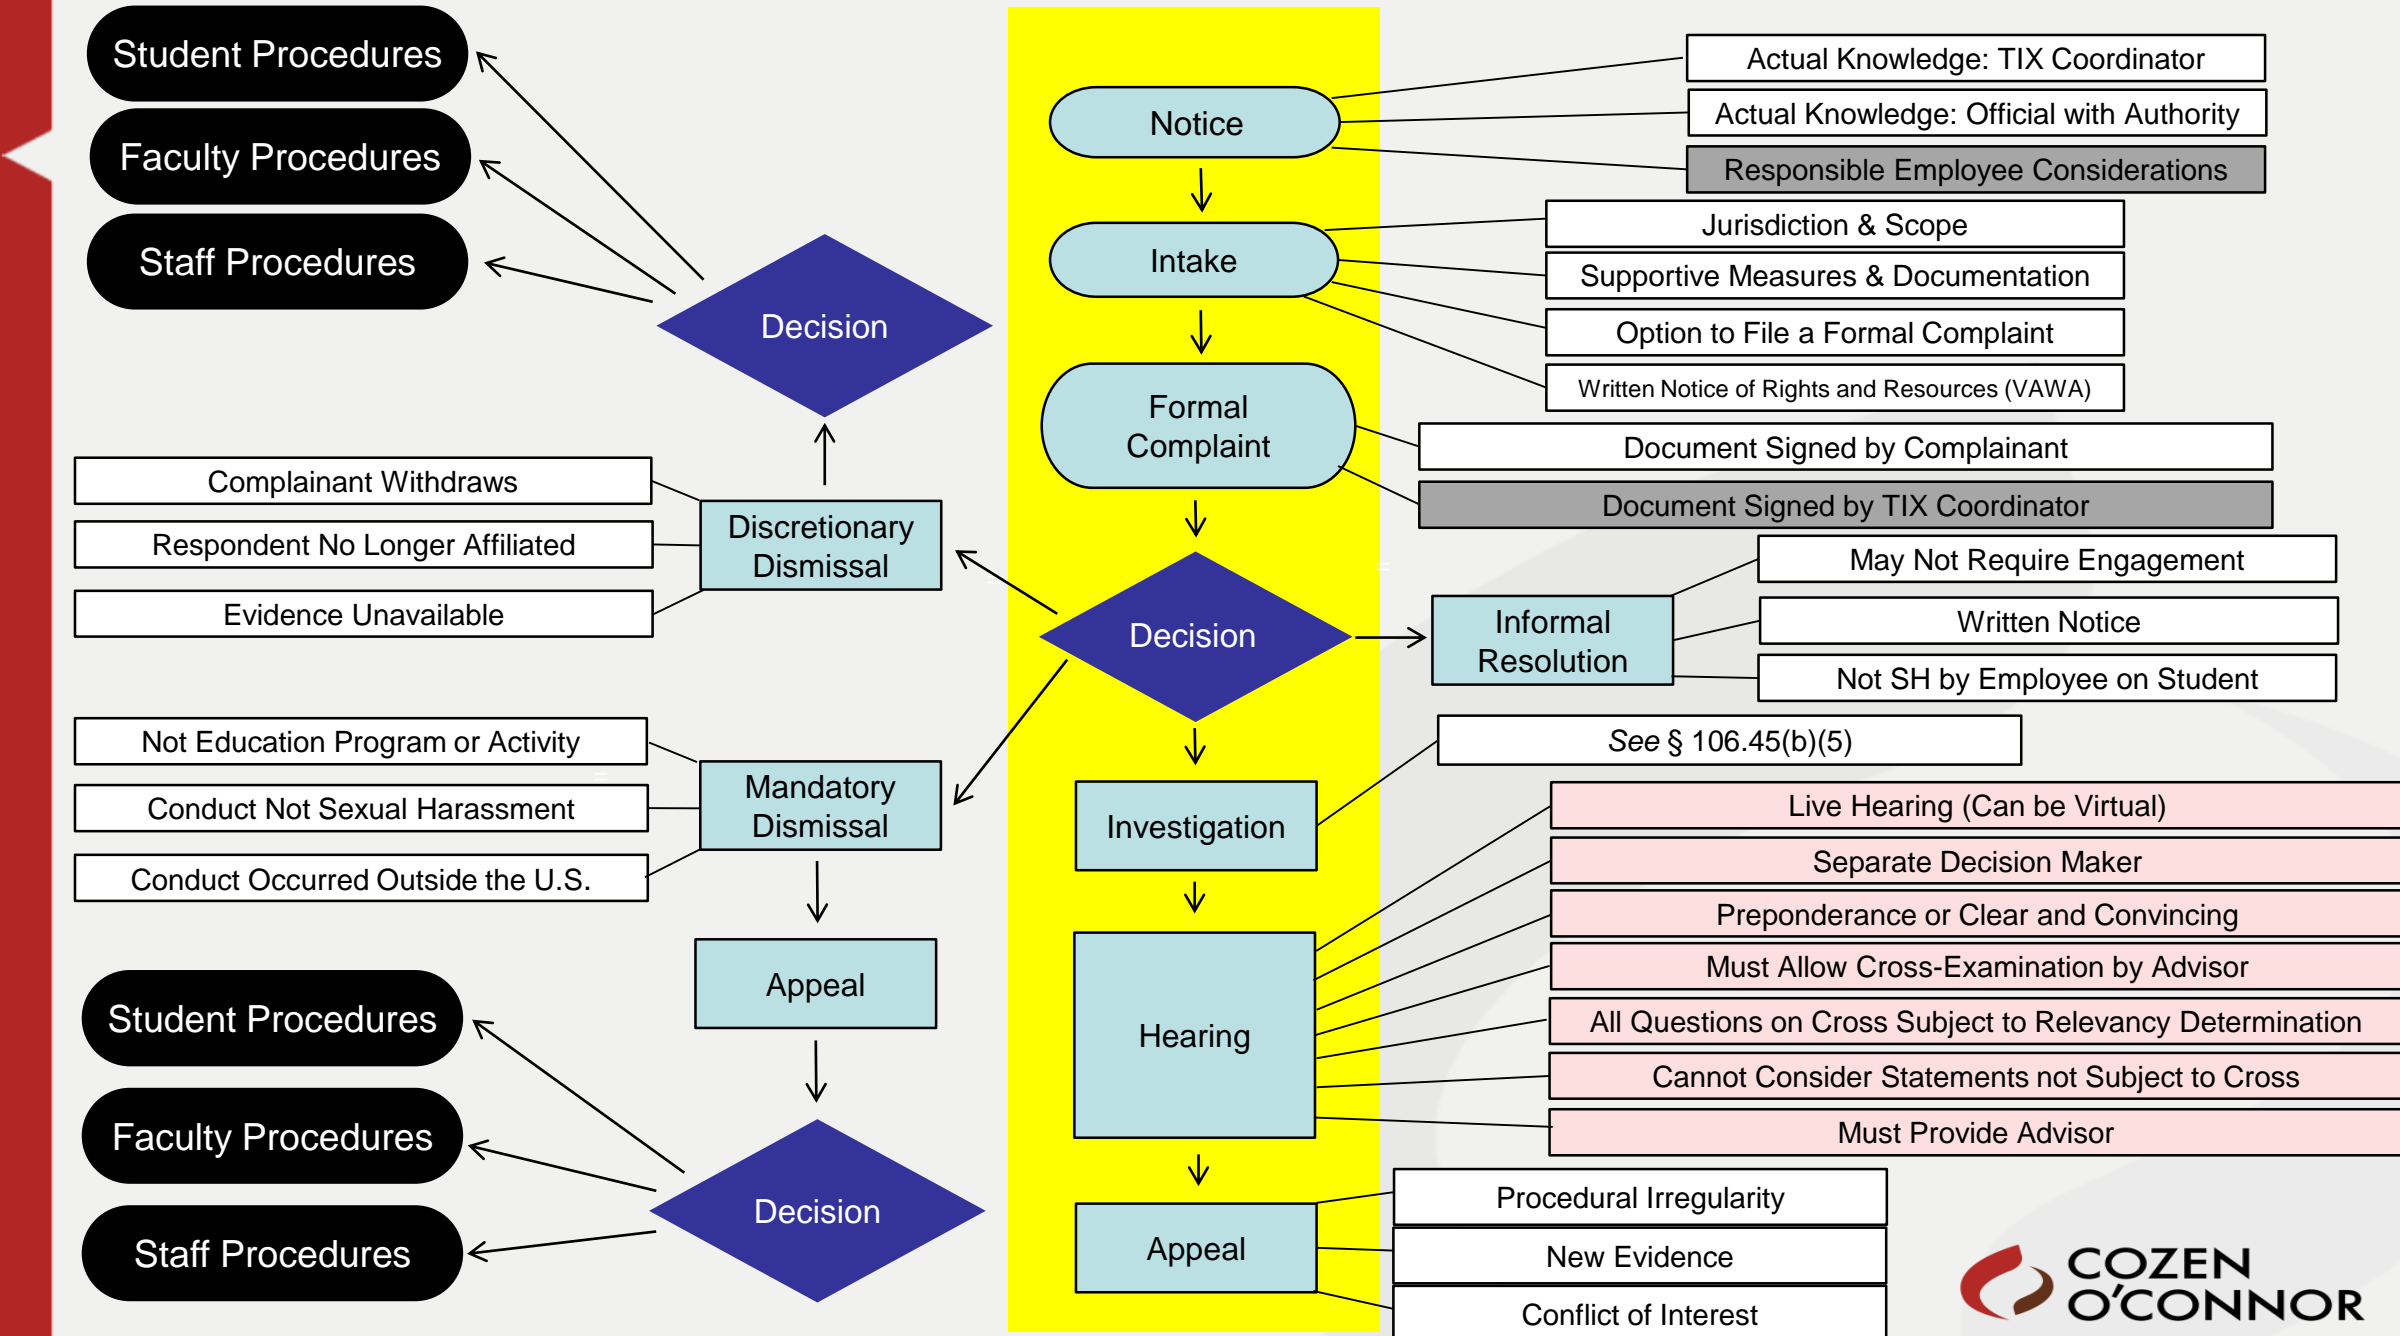 Student Procedures
Faculty Procedures
Staff Procedures
Decision
Complainant Withdraws
Respondent No Longer Affiliated
Evidence Unavailable
Discretionary
Dismissal
Not Education Program or Activity
Conduct Not Sexual Harassment
Conduct Occurred Outside the U.S.
Mandatory
Dismissal
Appeal
Student Procedures
Faculty Procedures
Staff Procedures
Decision
Notice
Actual Knowledge: TIX Coordinator
Actual Knowledge: Official with Authority
Responsible Employee Considerations
Intake
Jurisdiction & Scope
Supportive Measures & Documentation
Option to File a Formal Complaint
Written Notice of Rights and Resources (VAWA)
Formal
Complaint
Document Signed by Complainant
Document Signed by TIX Coordinator
Decision
=
=
=
Informal
Resolution
May Not Require Engagement
Written Notice
Not SH by Employee on Student
Investigation
See § 106.45(b)(5)
Hearing
Live Hearing (Can be Virtual)
Separate Decision Maker
Preponderance or Clear and Convincing
Must Allow Cross-Examination by Advisor
All Questions on Cross Subject to Relevancy Determination
Cannot Consider Statements not Subject to Cross
Must Provide Advisor
Appeal
Procedural Irregularity
New Evidence
Conflict of Interest
COZEN
O'CONNOR